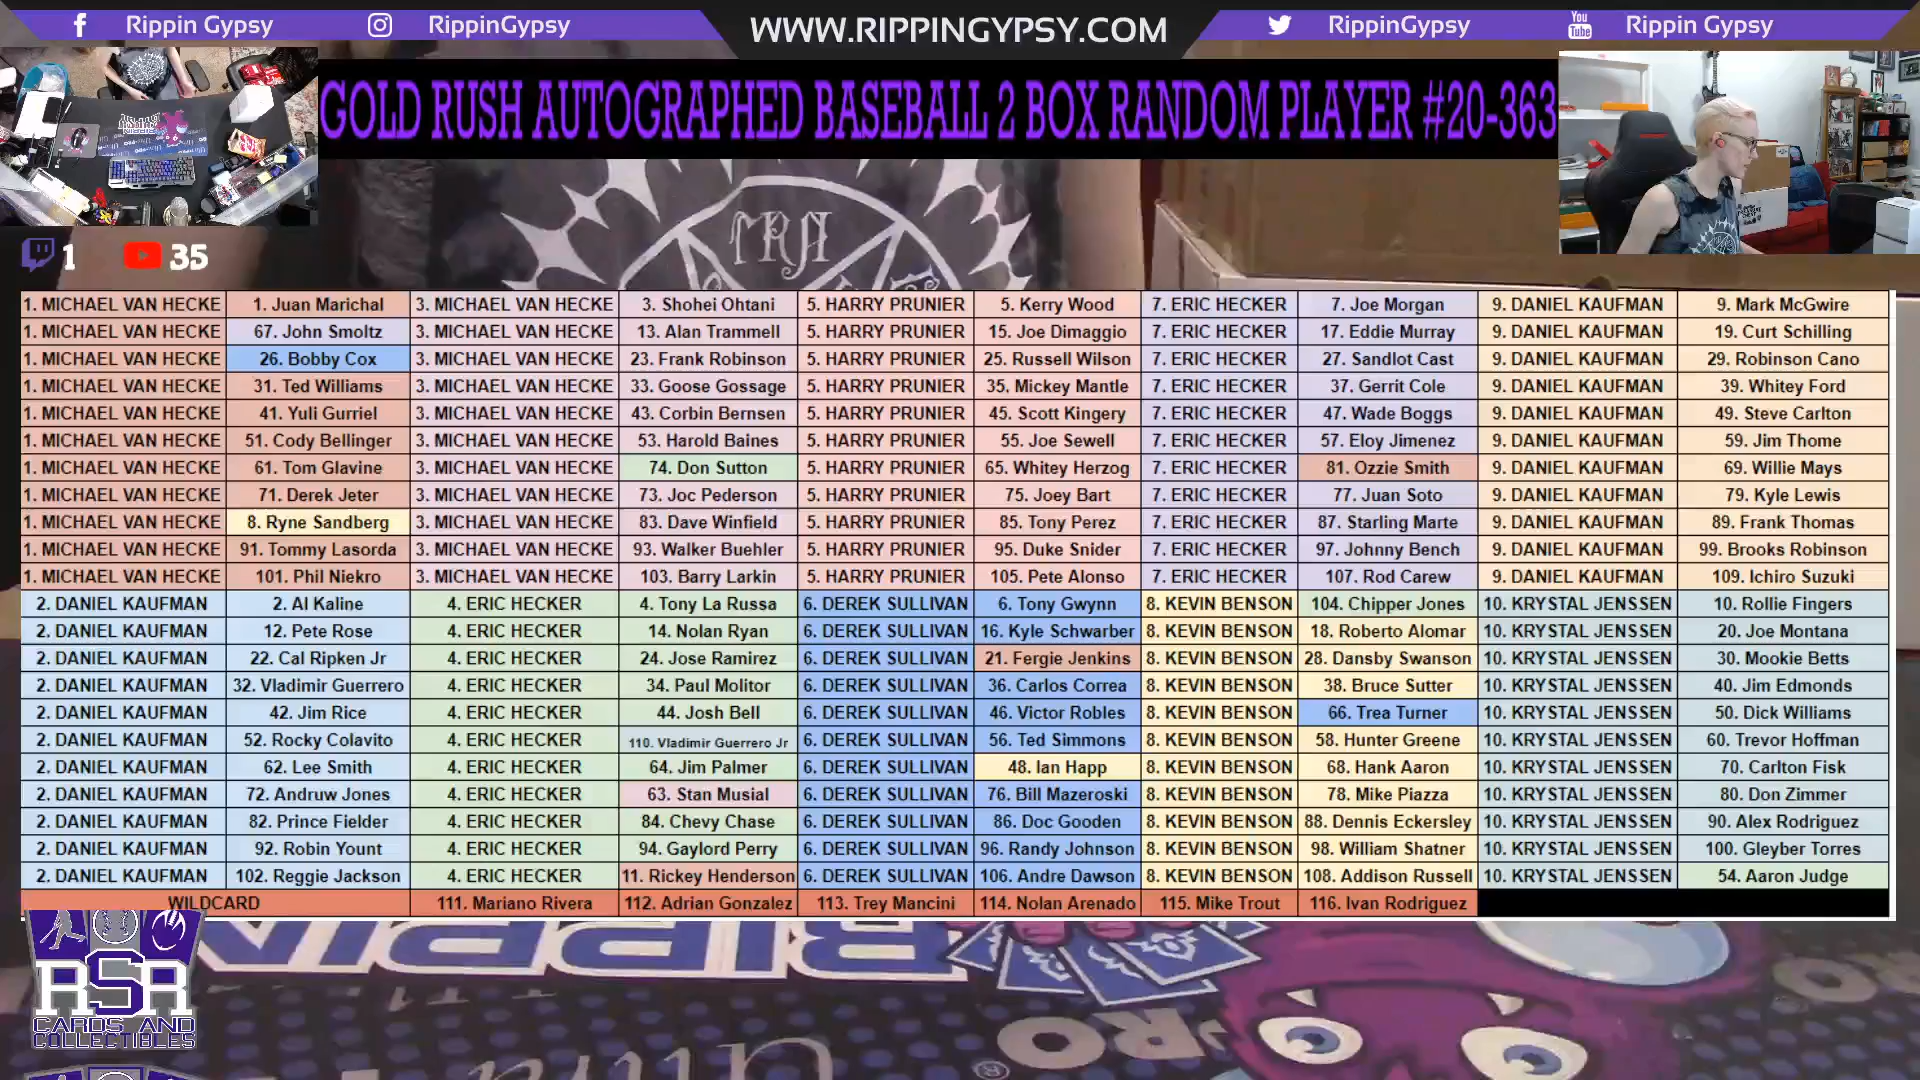 Rippin Gypsy RippinGypsy WWW.RIPPINGYPSY.COM RippinGypsy You Tube Rippin Gypsy
GOLD RUSH AUTOGRAPHED BASEBALL 2 BOX RANDOM PLAYER #20-363
1 35
1. MICHAEL VAN HECKE 1. Juan Marichal 3. MICHAEL VAN HECKE 3. Shohei Ohtani 5. HARRY PRUNIER 5. Kerry Wood 7. ERIC HECKER 7. Joe Morgan 9. DANIEL KAUFMAN 9. Mark McGwire
1. MICHAEL VAN HECKE 67. John Smoltz 3. MICHAEL VAN HECKE 13. Alan Trammell 5. HARRY PRUNIER 15. Joe Dimaggio 7. ERIC HECKER 17. Eddie Murray 9. DANIEL KAUFMAN 19. Curt Schilling
1. MICHAEL VAN HECKE 26. Bobby Cox 3. MICHAEL VAN HECKE 23. Frank Robinson 5. HARRY PRUNIER 25. Russell Wilson 7. ERIC HECKER 27. Sandlot Cast 9. DANIEL KAUFMAN 29. Robinson Cano
1. MICHAEL VAN HECKE 31. Ted Williams 3. MICHAEL VAN HECKE 33. Goose Gossage 5. HARRY PRUNIER 35. Mickey Mantle 7. ERIC HECKER 37. Gerrit Cole 9. DANIEL KAUFMAN 39. Whitey Ford
1. MICHAEL VAN HECKE 41. Yuli Gurriel 3. MICHAEL VAN HECKE 43. Corbin Bernsen 5. HARRY PRUNIER 45. Scott Kingery 7. ERIC HECKER 47. Wade Boggs 9. DANIEL KAUFMAN 49. Steve Carlton
1. MICHAEL VAN HECKE 51. Cody Bellinger 3. MICHAEL VAN HECKE 53. Harold Baines 5. HARRY PRUNIER 55. Joe Sewell 7. ERIC HECKER 57. Eloy Jimenez 9. DANIEL KAUFMAN 59. Jim Thome
1. MICHAEL VAN HECKE 61. Tom Glavine 3. MICHAEL VAN HECKE 74. Don Sutton 5. HARRY PRUNIER 65. Whitey Herzog 7. ERIC HECKER 81. Ozzie Smith 9. DANIEL KAUFMAN 69. Willie Mays
1. MICHAEL VAN HECKE 71. Derek Jeter 3. MICHAEL VAN HECKE 73. Joc Pederson 5. HARRY PRUNIER 75. Joey Bart 7. ERIC HECKER 77. Juan Soto 9. DANIEL KAUFMAN 79. Kyle Lewis
1. MICHAEL VAN HECKE 8. Ryne Sandberg 3. MICHAEL VAN HECKE 83. Dave Winfield 5. HARRY PRUNIER 85. Tony Perez 7. ERIC HECKER 87. Starling Marte 9. DANIEL KAUFMAN 89. Frank Thomas
1. MICHAEL VAN HECKE 91. Tommy Lasorda 3. MICHAEL VAN HECKE 93. Walker Buehler 5. HARRY PRUNIER 95. Duke Snider 7. ERIC HECKER 97. Johnny Bench 9. DANIEL KAUFMAN 99. Brooks Robinson
1. MICHAEL VAN HECKE 101. Phil Niekro 3. MICHAEL VAN HECKE 103. Barry Larkin 5. HARRY PRUNIER 105. Pete Alonso 7. ERIC HECKER 107. Rod Carew 9. DANIEL KAUFMAN 109. Ichiro Suzuki
2. DANIEL KAUFMAN 2. Al Kaline 4. ERIC HECKER 4. Tony La Russa 6. DEREK SULLIVAN 6. Tony Gwynn 8. KEVIN BENSON 104. Chipper Jones 10. KRYSTAL JENSSEN 10. Rollie Fingers
2. DANIEL KAUFMAN 12. Pete Rose 4. ERIC HECKER 14. Nolan Ryan 6. DEREK SULLIVAN 16. Kyle Schwarber 8. KEVIN BENSON 18. Roberto Alomar 10. KRYSTAL JENSSEN 20. Joe Montana
2. DANIEL KAUFMAN 22. Cal Ripken Jr 4. ERIC HECKER 24. Jose Ramirez 6. DEREK SULLIVAN 21. Fergie Jenkins 8. KEVIN BENSON 28. Dansby Swanson 10. KRYSTAL JENSSEN 30. Mookie Betts
2. DANIEL KAUFMAN 32. Vladimir Guerrero 4. ERIC HECKER 34. Paul Molitor 6. DEREK SULLIVAN 36. Carlos Correa 8. KEVIN BENSON 38. Bruce Sutter 10. KRYSTAL JENSSEN 40. Jim Edmonds
2. DANIEL KAUFMAN 42. Jim Rice 4. ERIC HECKER 44. Josh Bell 6. DEREK SULLIVAN 46. Victor Robles 8. KEVIN BENSON 66. Trea Turner 10. KRYSTAL JENSSEN 50. Dick Williams
2. DANIEL KAUFMAN 52. Rocky Colavito 4. ERIC HECKER 110. Vladimir Guerrero Jr 6. DEREK SULLIVAN 56. Ted Simmons 8. KEVIN BENSON 58. Hunter Greene 10. KRYSTAL JENSSEN 60. Trevor Hoffman
2. DANIEL KAUFMAN 62. Lee Smith 4. ERIC HECKER 64. Jim Palmer 6. DEREK SULLIVAN 48. Ian Happ 8. KEVIN BENSON 68. Hank Aaron 10. KRYSTAL JENSSEN 70. Carlton Fisk
2. DANIEL KAUFMAN 72. Andruw Jones 4. ERIC HECKER 63. Stan Musial 6. DEREK SULLIVAN 76. Bill Mazeroski 8. KEVIN BENSON 78. Mike Piazza 10. KRYSTAL JENSSEN 80. Don Zimmer
2. DANIEL KAUFMAN 82. Prince Fielder 4. ERIC HECKER 84. Chevy Chase 6. DEREK SULLIVAN 86. Doc Gooden 8. KEVIN BENSON 88. Dennis Eckersley 10. KRYSTAL JENSSEN 90. Alex Rodriguez
2. DANIEL KAUFMAN 92. Robin Yount 4. ERIC HECKER 94. Gaylord Perry 6. DEREK SULLIVAN 96. Randy Johnson 8. KEVIN BENSON 98. William Shatner 10. KRYSTAL JENSSEN 100. Gleyber Torres
2. DANIEL KAUFMAN 102. Reggie Jackson 4. ERIC HECKER 11. Rickey Henderson 6. DEREK SULLIVAN 106. Andre Dawson 8. KEVIN BENSON 108. Addison Russell 10. KRYSTAL JENSSEN 54. Aaron Judge
WILDCARD 111. Mariano Rivera 112. Adrian Gonzalez 113. Trey Mancini 114. Nolan Arenado 115. Mike Trout 116. Ivan Rodriguez
RSR
CARDS AND
COLLECTIBLES